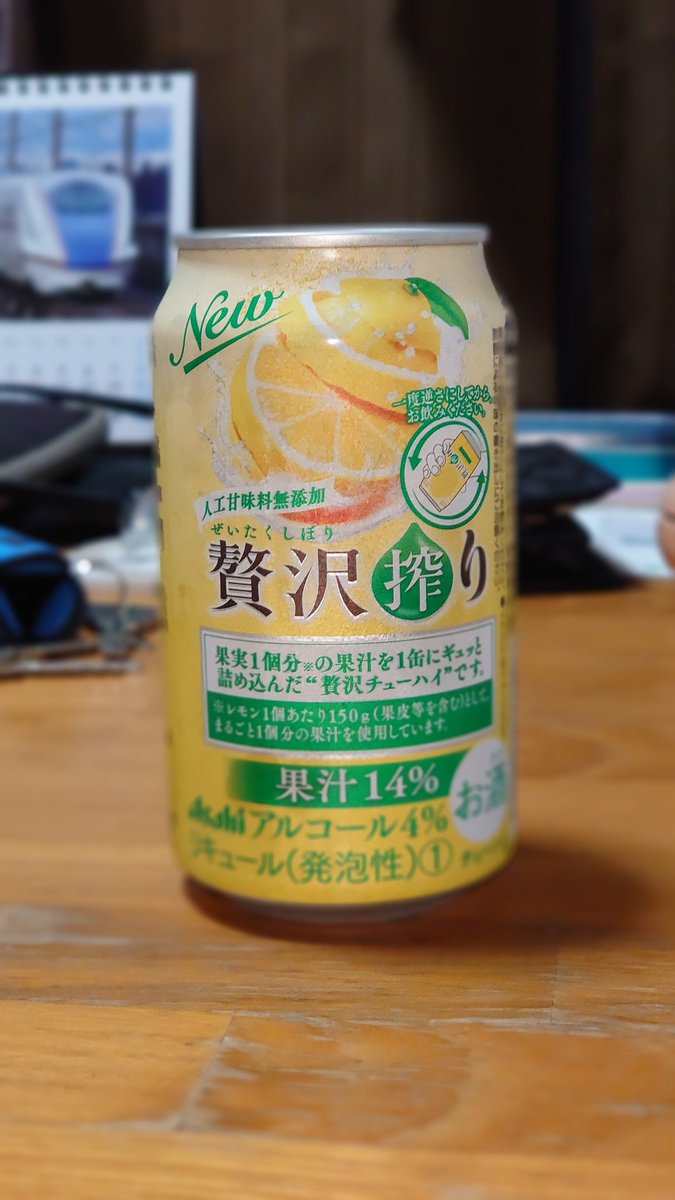 New
一度逆さにしてから、
お飲みください。
人工甘味料無添加
ぜいたくしぼり
贅沢搾り
果実1個分※の果汁を1缶にギュッと
詰め込んだ“贅沢チューハイ”です。
※レモン1個あたり150g(果皮等を含む)として、
まるごと1個分の果汁を使用しています。
果汁14%
Asahi アルコール4%
お酒
リキュール(発泡性)①